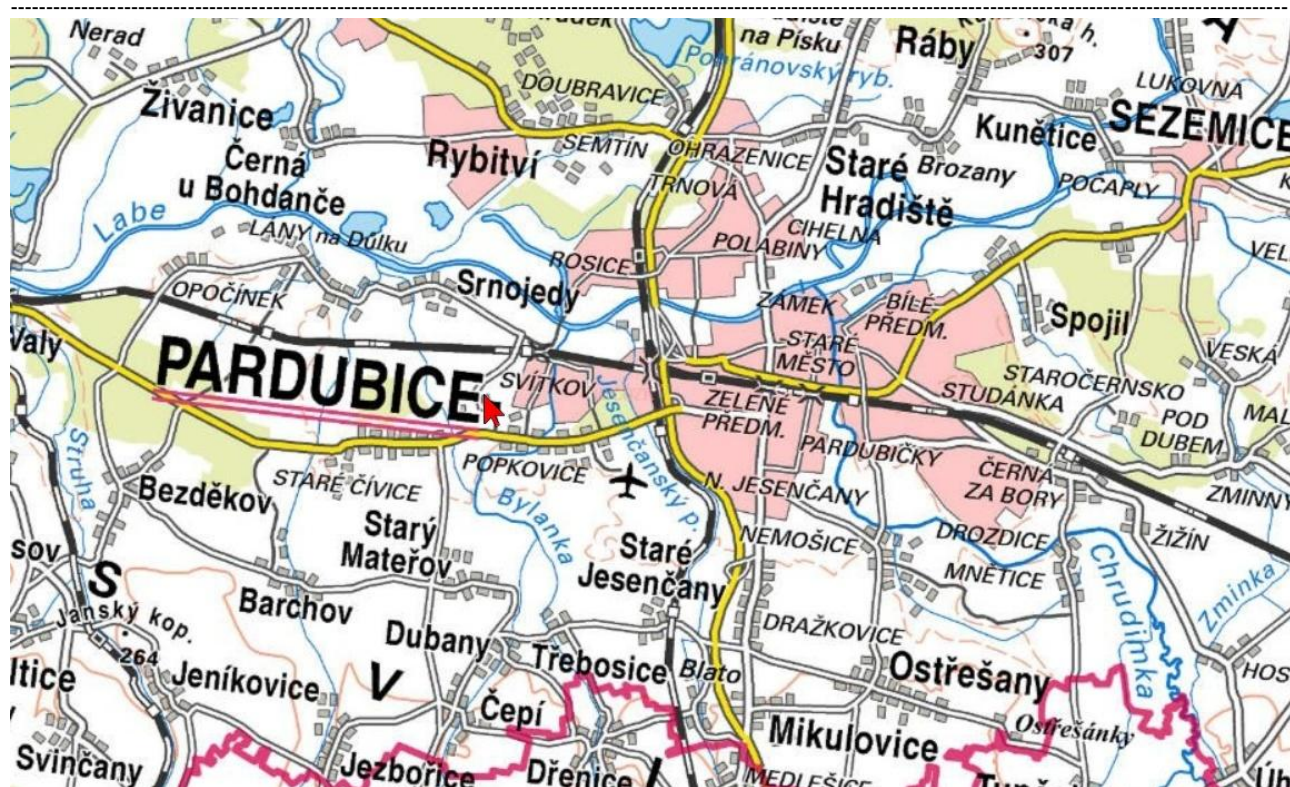 Nerad
na Písku
Ráby
307
Pohránovský ryb.
DOUBRAVICE
LUKOVNA
Živanice
SEMTÍN
OHRAZENICE
Kunětice
SEZEMICE
Černá
u Bohdanče
Rybitví
TRNOVÁ
Staré
Hradiště
Brozany
POČAPLY
Labe
LÁNY na Důlku
CIHELNA
POLABINY
ROSICE
Srnojedy
OPOČÍNEK
ZÁMEK
BÍLÉ
PŘEDM.
Spojil
Valy
PARDUBICE
SVÍTKOV
STARÉ
MĚSTO
VESKÁ
STAROČERNSKO
STUDÁNKA
ZELENÉ
PŘEDM.
POD
DUBEM
Struha
Jesenčanský p.
PARDUBIČKY
POPKOVICE
STARÉ ČÍVICE
ČERNÁ
ZA BORY
Bezděkov
Bylanka
N. JESENČANY
Starý
Mateřov
Staré
Jesenčany
NEMOŠICE
DROZDICE
ŽIŽÍN
MNĚTICE
Chrudimka
Zminka
S
Barchov
Janský kop.
264
Dubany
DRAŽKOVICE
Třebosice
Blato
Ostřešany
Jeníkovice
V
Čepí
Mikulovice
Ostřešánky
Svinčany
Jezbořice
Dřenice
MEDLEŠICE